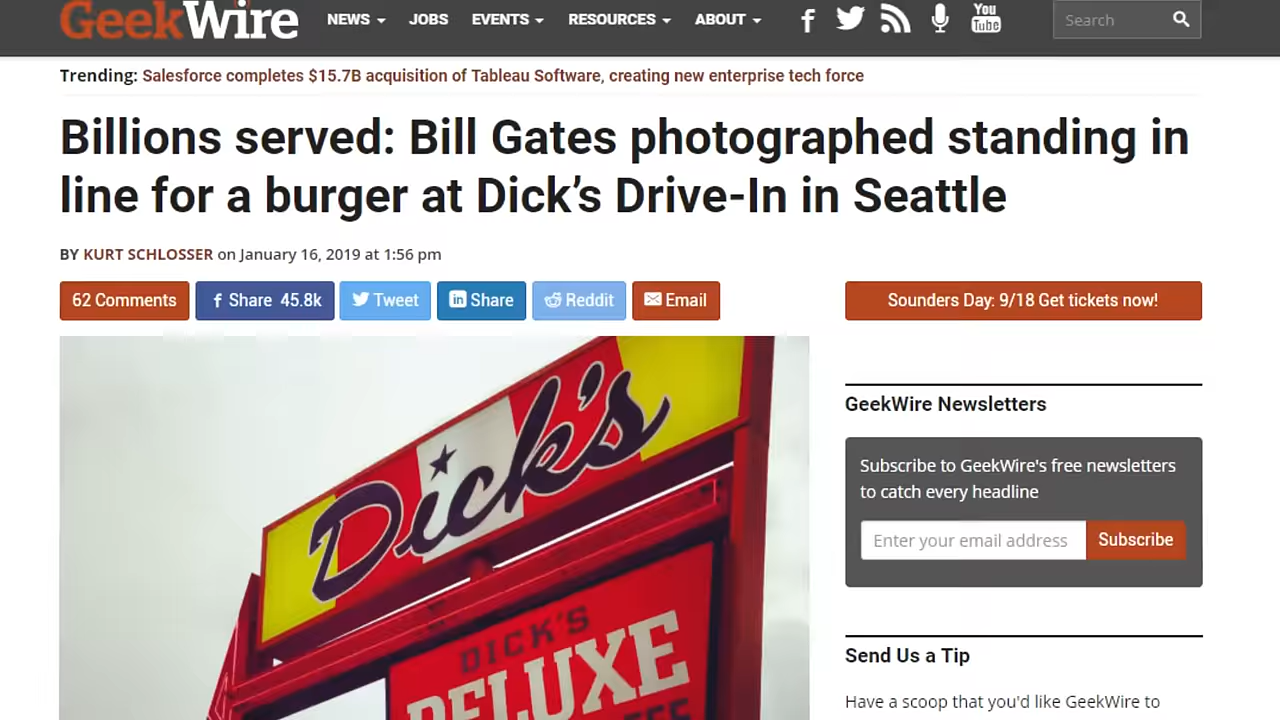 GeekWire
NEWS
JOBS
EVENTS
RESOURCES
ABOUT
You
Tube
Search
Trending: Salesforce completes $15.7B acquisition of Tableau Software, creating new enterprise tech force
Billions served: Bill Gates photographed standing in
line for a burger at Dick’s Drive-In in Seattle
BY KURT SCHLOSSER on January 16, 2019 at 1:56 pm
62 Comments
f Share 45.8k
Tweet
in Share
Reddit
Email
Sounders Day: 9/18 Get tickets now!
Dick's
DICK'S
DELUXE
GeekWire Newsletters
Subscribe to GeekWire's free newsletters
to catch every headline
Enter your email address
Subscribe
Send Us a Tip
Have a scoop that you'd like GeekWire to